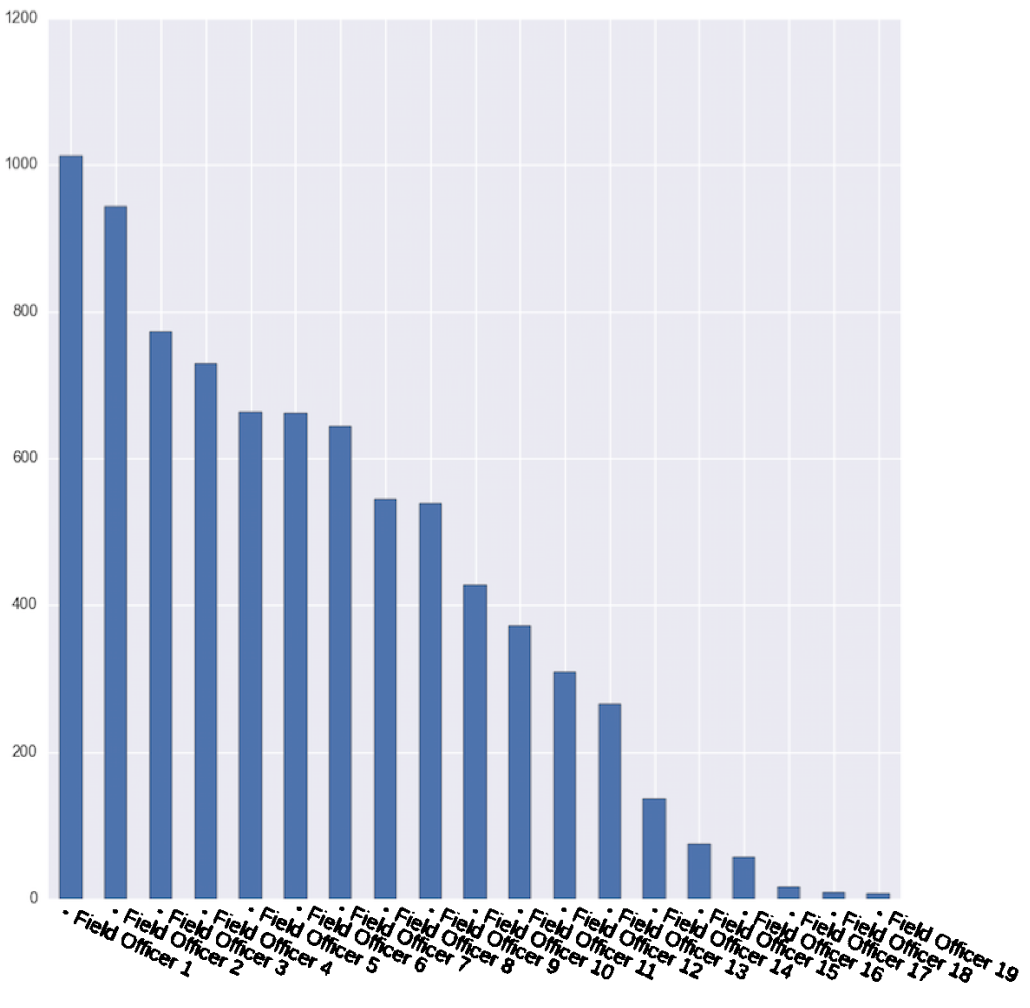 1200
1000
800
600
400
200
0
- Field Officer 1
- Field Officer 2
- Field Officer 3
- Field Officer 4
- Field Officer 5
- Field Officer 6
- Field Officer 7
- Field Officer 8
- Field Officer 9
- Field Officer 10
- Field Officer 11
- Field Officer 12
- Field Officer 13
- Field Officer 14
- Field Officer 15
- Field Officer 16
- Field Officer 17
- Field Officer 18
- Field Officer 19